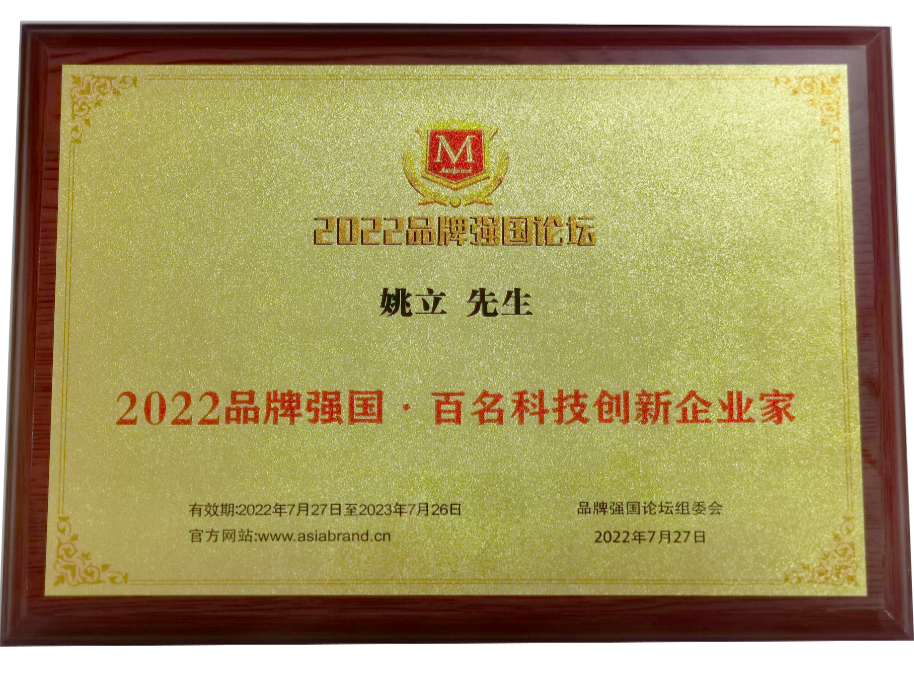 M
Asiabrand
2022品牌强国论坛
姚立 先生
2022品牌强国·百名科技创新企业家
有效期:2022年7月27日至2023年7月26日
官方网站:www.asiabrand.cn
品牌强国论坛组委会
2022年7月27日